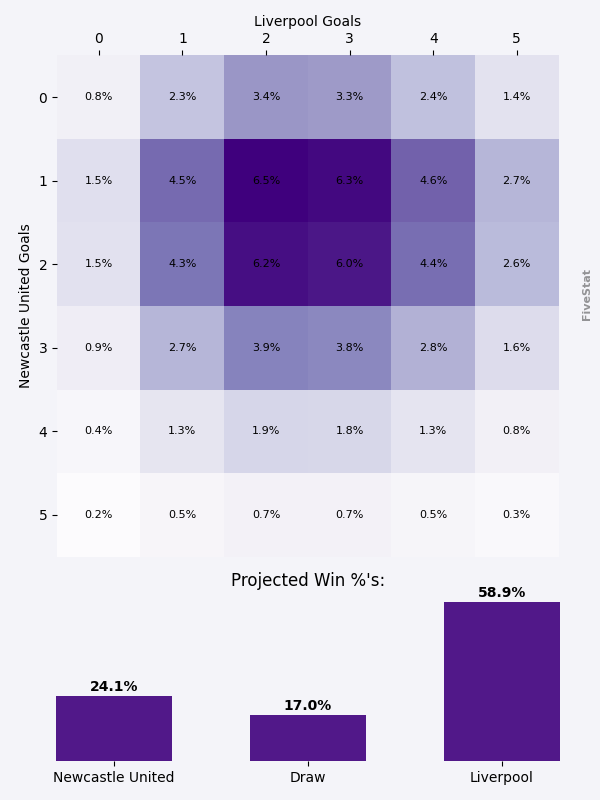 Liverpool Goals
0 1 2 3 4 5
Newcastle United Goals
0 0.8% 2.3% 3.4% 3.3% 2.4% 1.4%
1 1.5% 4.5% 6.5% 6.3% 4.6% 2.7%
2 1.5% 4.3% 6.2% 6.0% 4.4% 2.6%
3 0.9% 2.7% 3.9% 3.8% 2.8% 1.6%
4 0.4% 1.3% 1.9% 1.8% 1.3% 0.8%
5 0.2% 0.5% 0.7% 0.7% 0.5% 0.3%
FiveStat
Projected Win %'s:
24.1% 17.0% 58.9%
Newcastle United Draw Liverpool